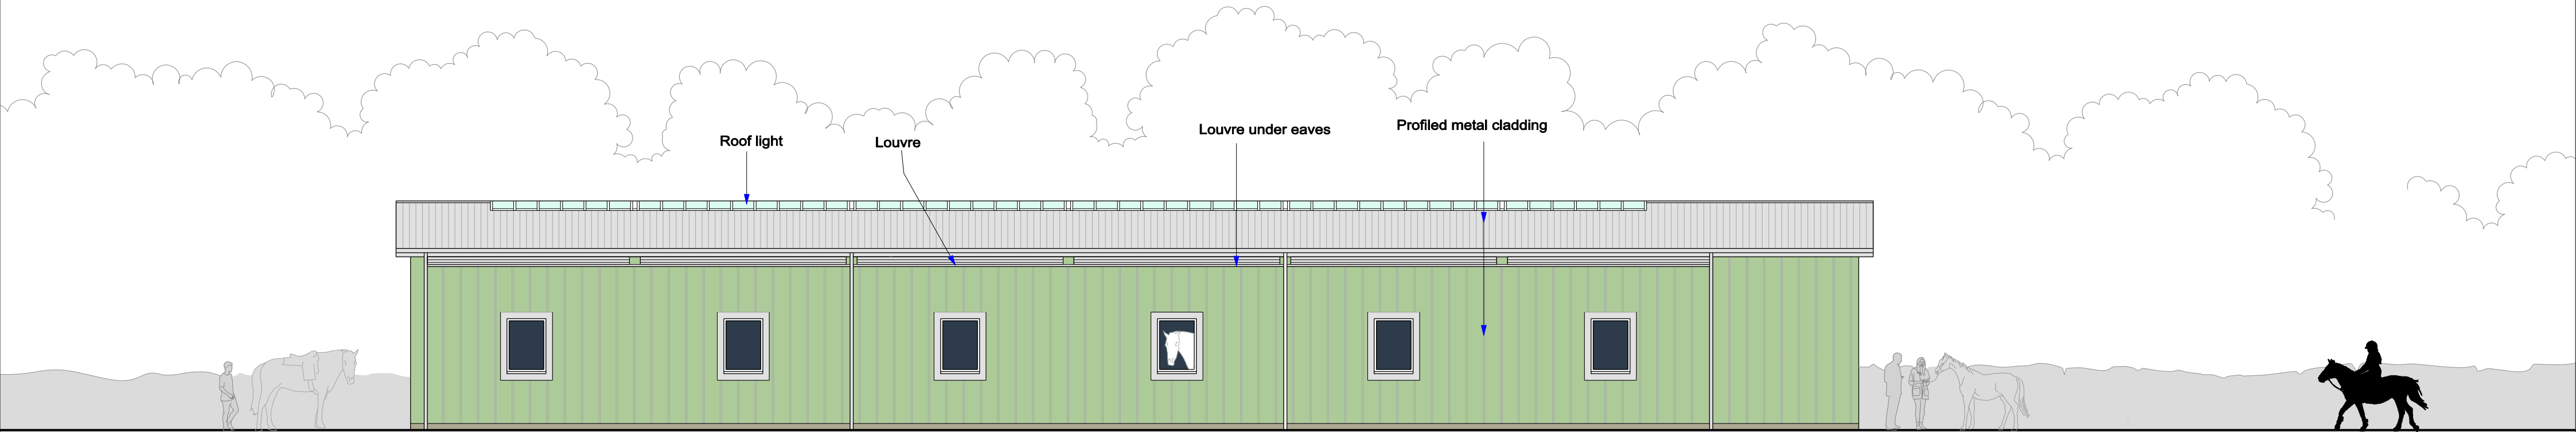 Roof light
Louvre
Louvre under eaves
Profiled metal cladding